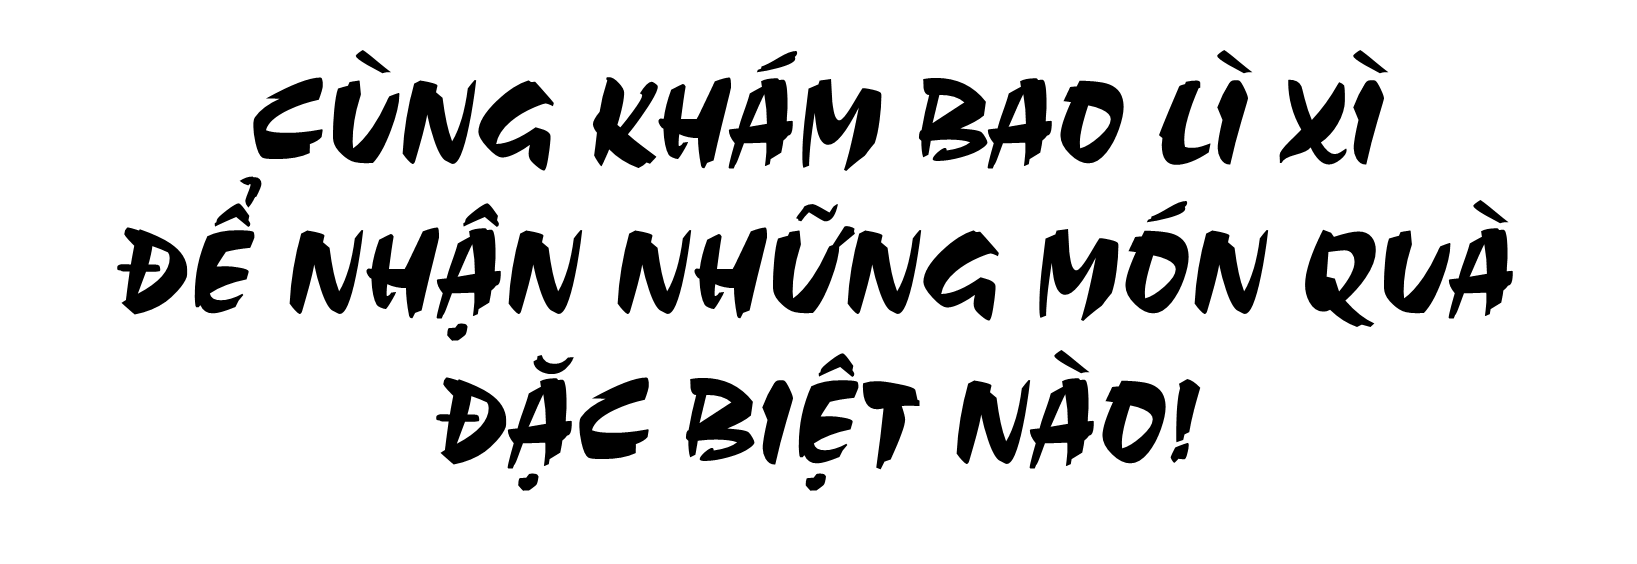 CÙNG KHÁM BAO LÌ XÌ
ĐỂ NHẬN NHỮNG MÓN QUÀ
ĐẶC BIỆT NÀO!